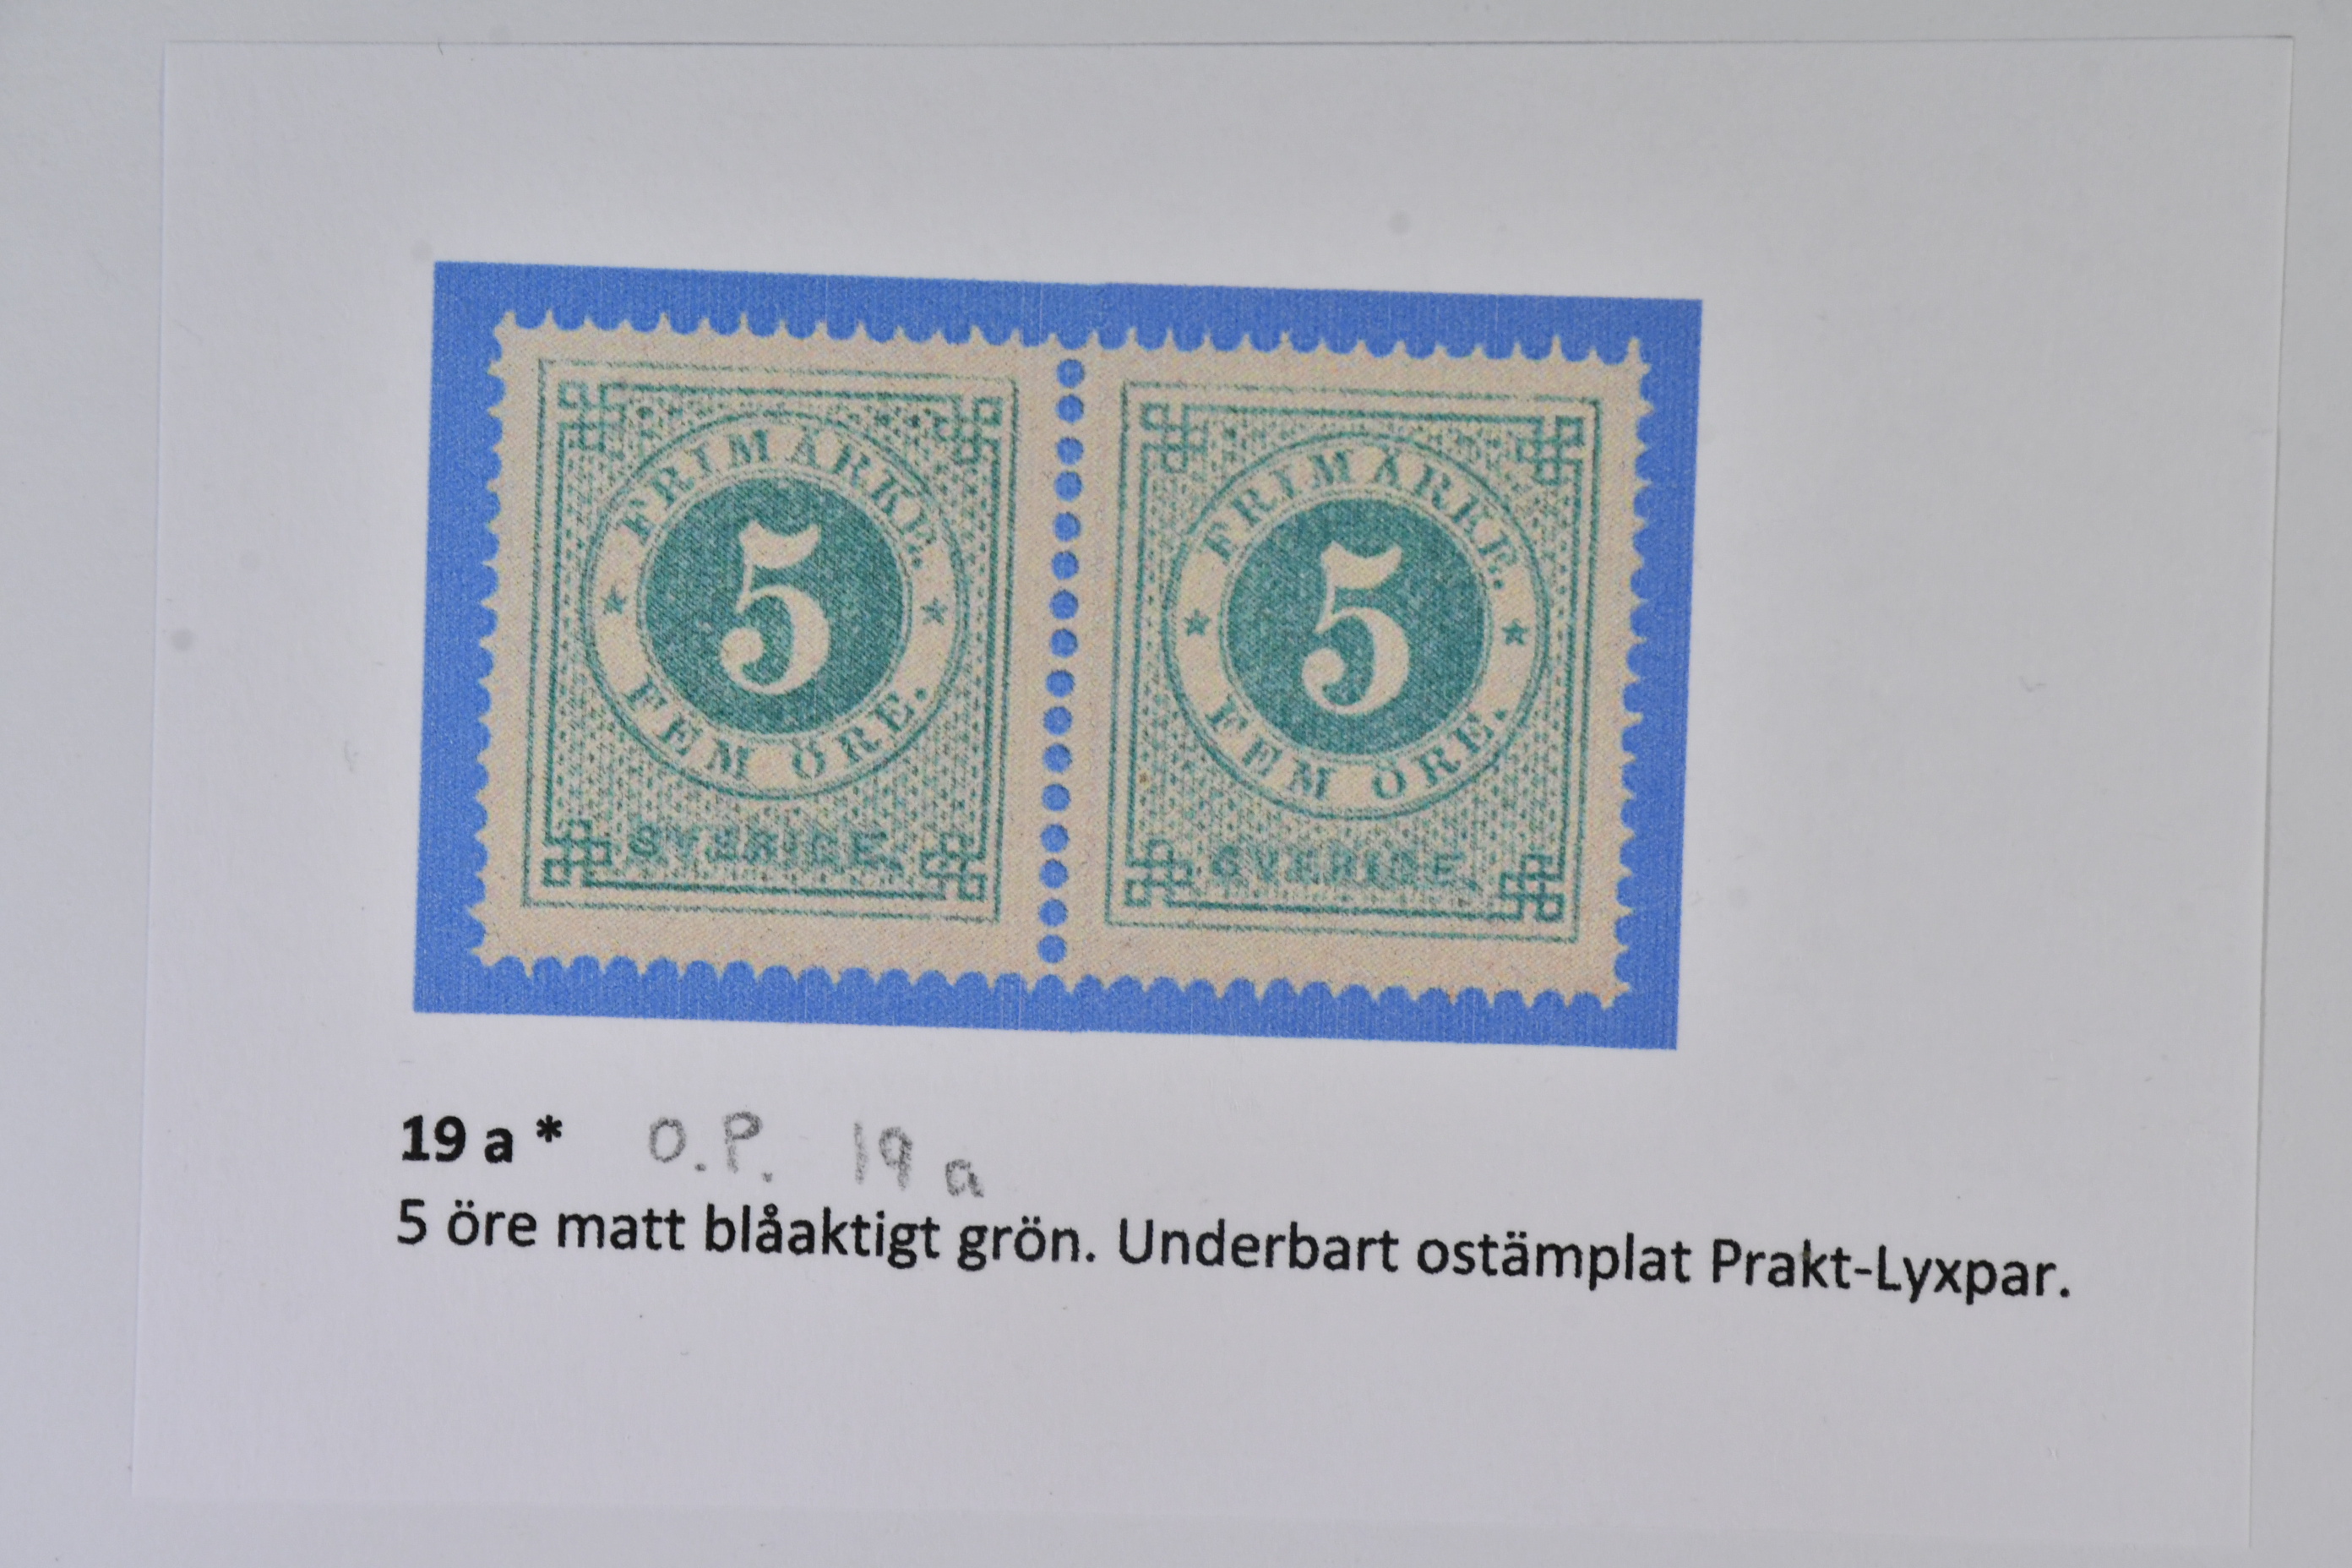 FRIMÄRKE.
5
FEM ÖRE.
SVERIGE.
FRIMÄRKE.
5
FEM ÖRE.
SVERIGE.
19 a * O.P. 19 a
5 öre matt blåaktigt grön. Underbart ostämplat Prakt-Lyxpar.